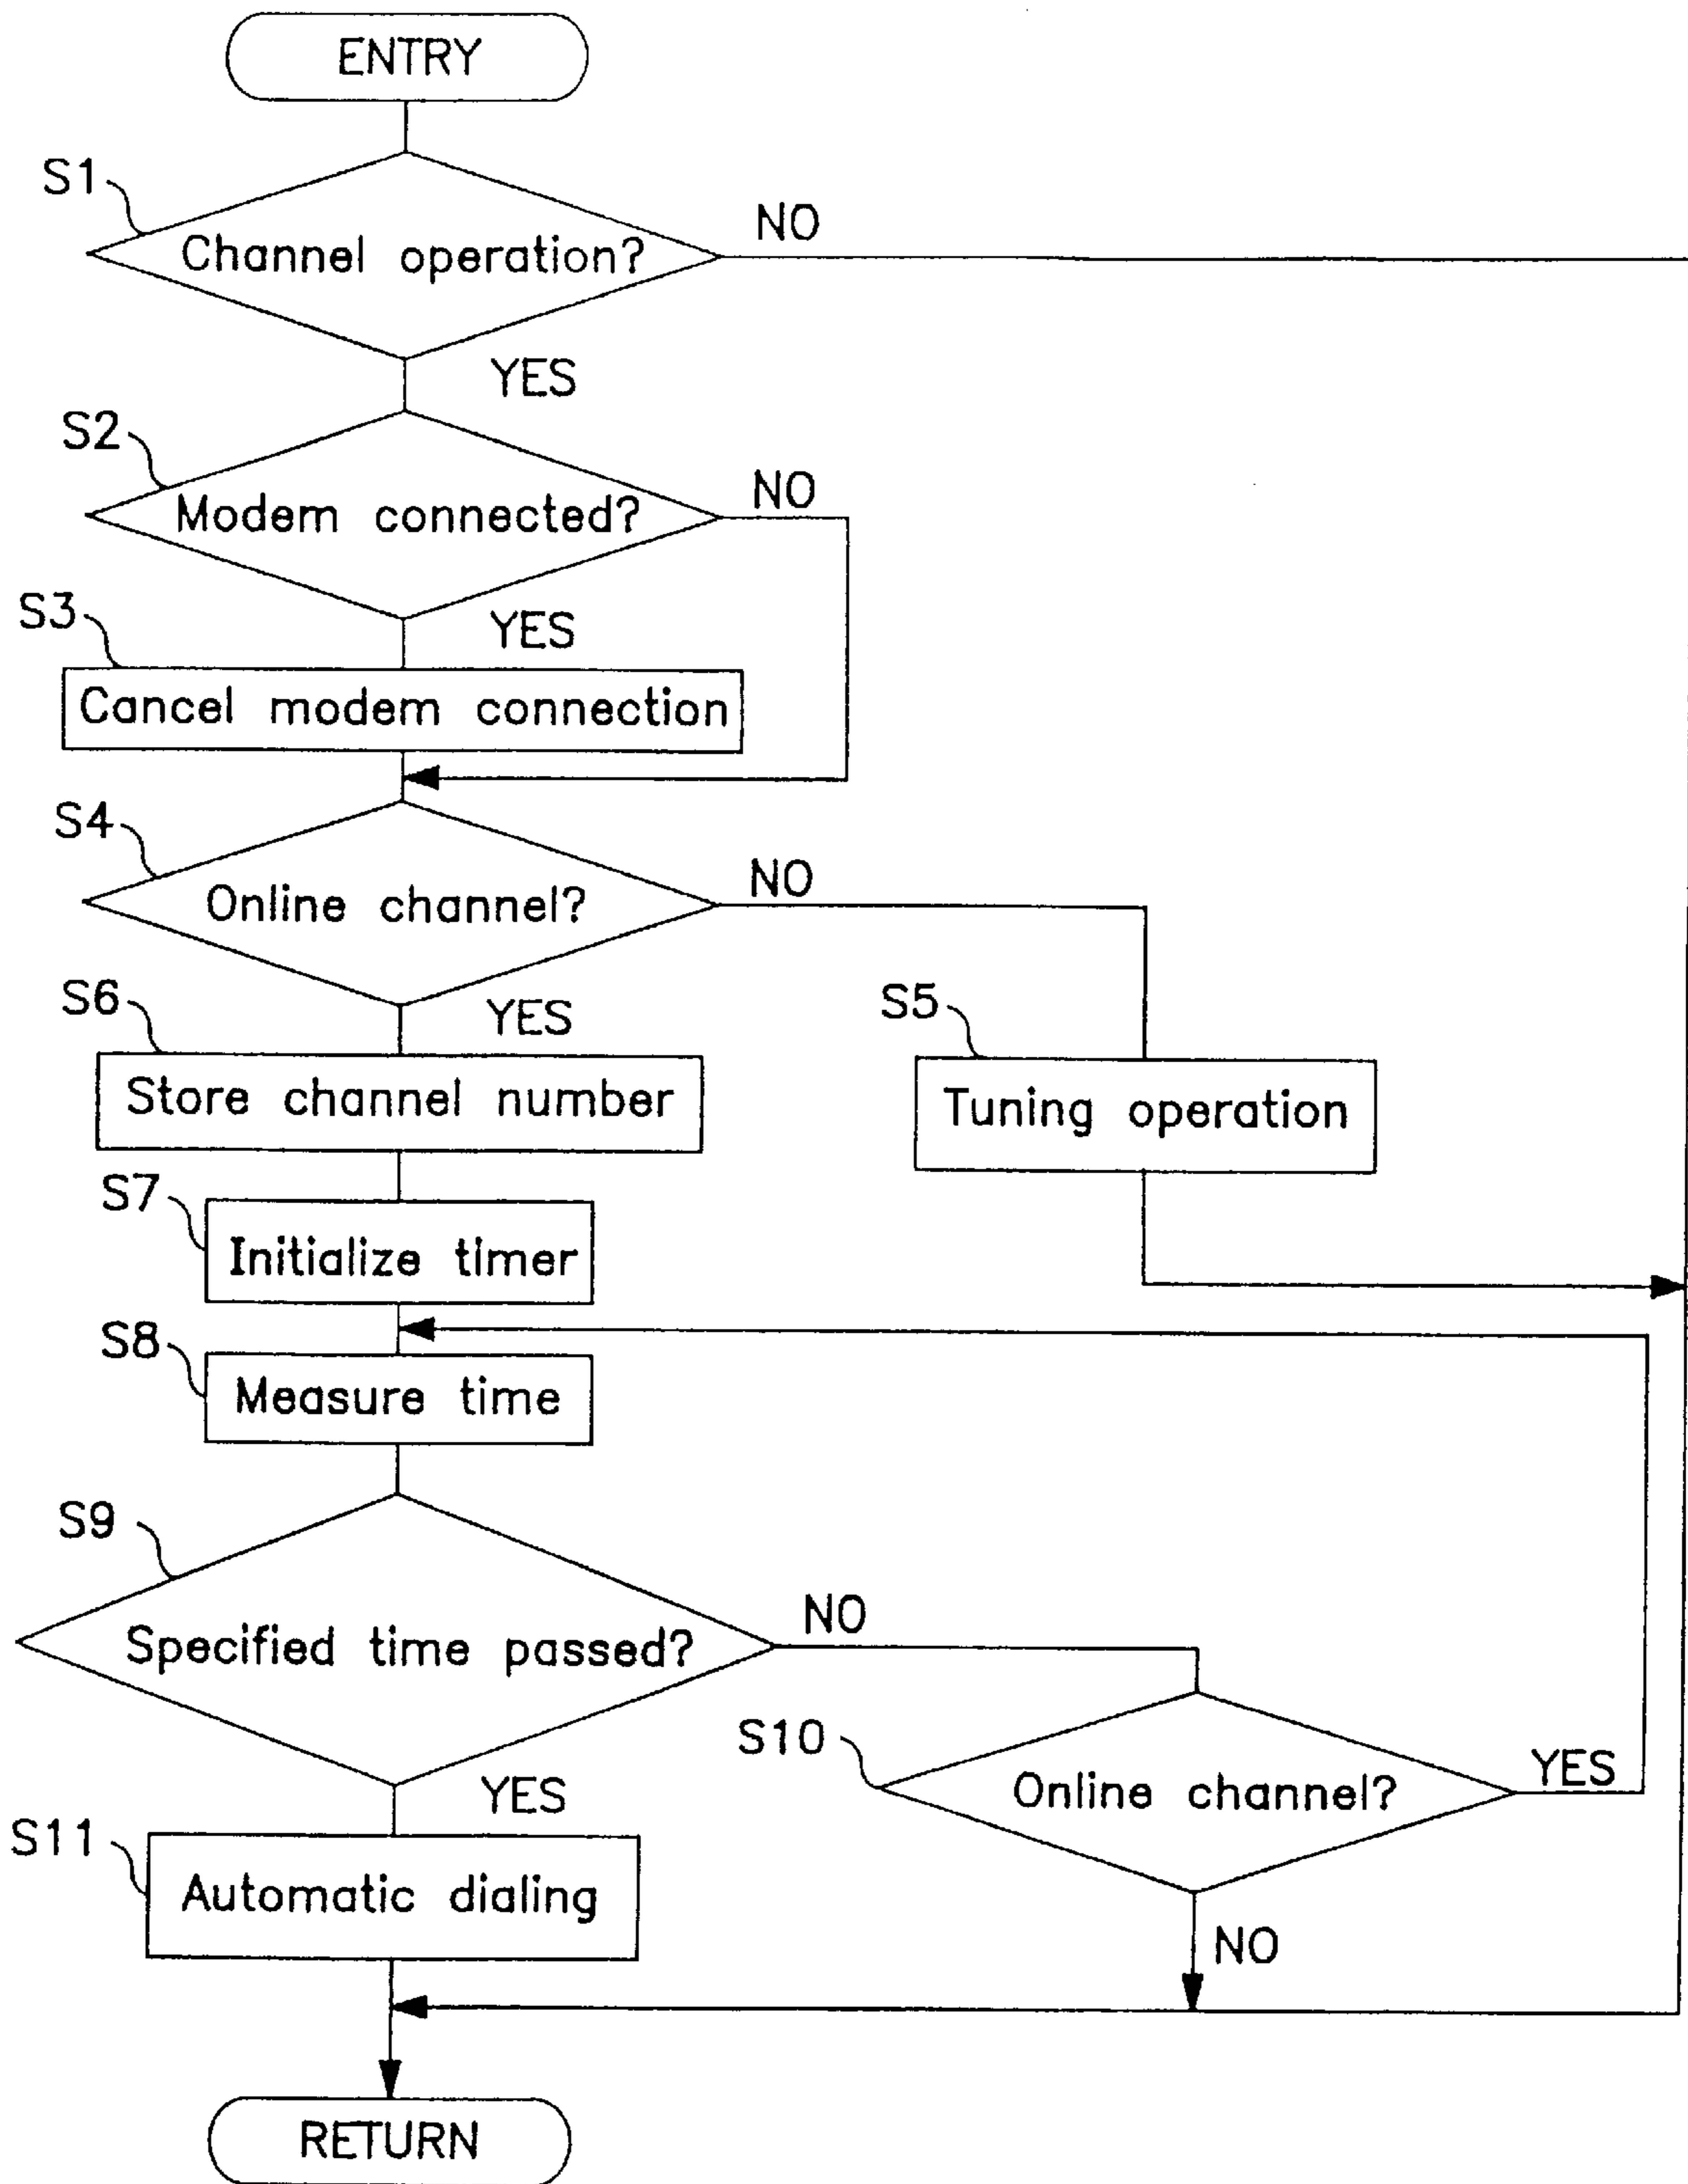 ENTRY
S1
Channel operation?
NO
YES
S2
Modem connected?
NO
YES
S3
Cancel modem connection
S4
Online channel?
NO
YES
S5
Tuning operation
S6
Store channel number
S7
Initialize timer
S8
Measure time
S9
Specified time passed?
NO
YES
S10
Online channel?
YES
NO
S11
Automatic dialing
RETURN